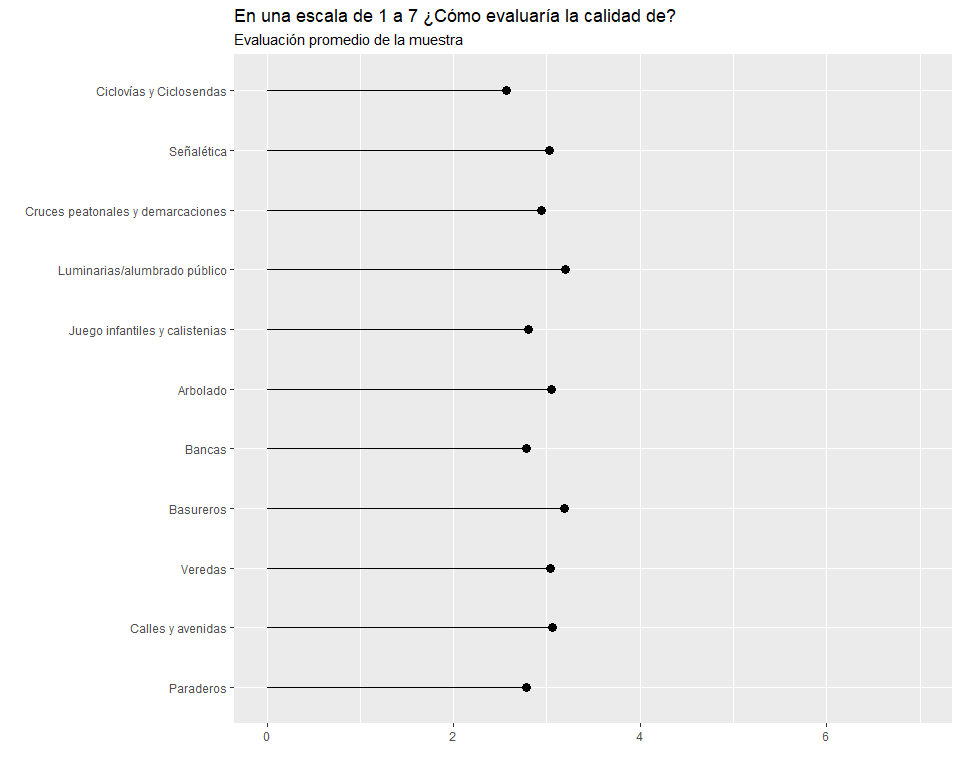 En una escala de 1 a 7 ¿Cómo evaluaría la calidad de?
Evaluación promedio de la muestra
Ciclovías y Ciclosendas
Señalética
Cruces peatonales y demarcaciones
Luminarias/alumbrado público
Juego infantiles y calistenias
Arbolado
Bancas
Basureros
Veredas
Calles y avenidas
Paraderos
0 2 4 6